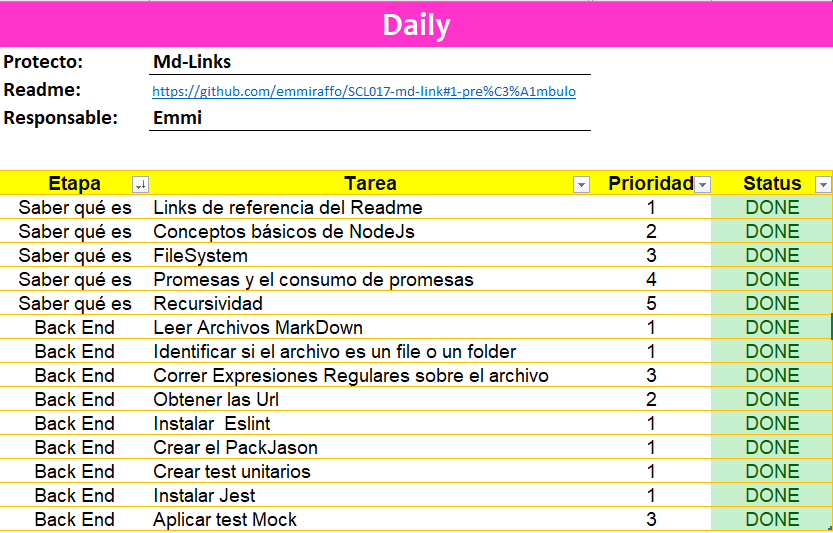 Daily
Protecto: Md-Links
Readme: https://github.com/emmiraffo/SCL017-md-link#1-pre%C3%A1mbulo
Responsable: Emmi
Etapa Tarea Prioridad Status
Saber qué es Links de referencia del Readme 1 DONE
Saber qué es Conceptos básicos de NodeJs 2 DONE
Saber qué es FileSystem 3 DONE
Saber qué es Promesas y el consumo de promesas 4 DONE
Saber qué es Recursividad 5 DONE
Back End Leer Archivos MarkDown 1 DONE
Back End Identificar si el archivo es un file o un folder 1 DONE
Back End Correr Expresiones Regulares sobre el archivo 3 DONE
Back End Obtener las Url 2 DONE
Back End Instalar  Eslint 1 DONE
Back End Crear el PackJason 1 DONE
Back End Crear test unitarios 1 DONE
Back End Instalar Jest 1 DONE
Back End Aplicar test Mock 3 DONE